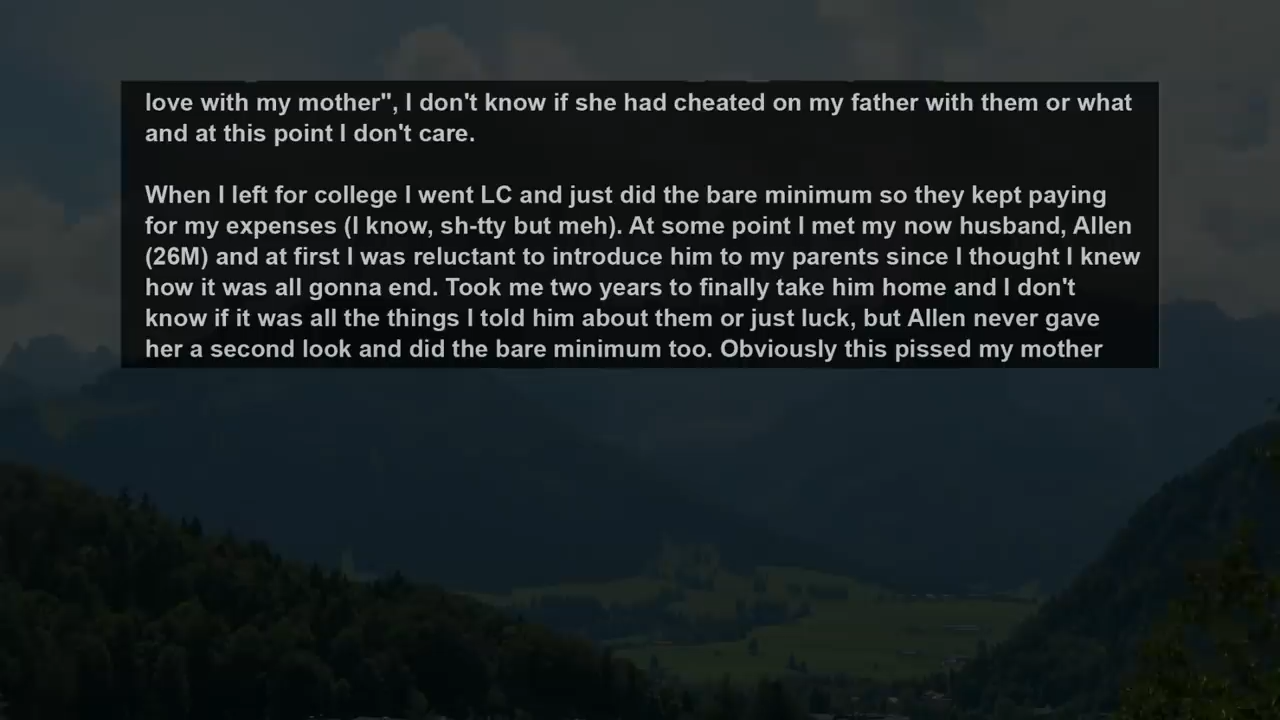 love with my mother", I don't know if she had cheated on my father with them or what
and at this point I don't care.
When I left for college I went LC and just did the bare minimum so they kept paying
for my expenses (I know, sh-tty but meh). At some point I met my now husband, Allen
(26M) and at first I was reluctant to introduce him to my parents since I thought I knew
how it was all gonna end. Took me two years to finally take him home and I don't
know if it was all the things I told him about them or just luck, but Allen never gave
her a second look and did the bare minimum too. Obviously this pissed my mother